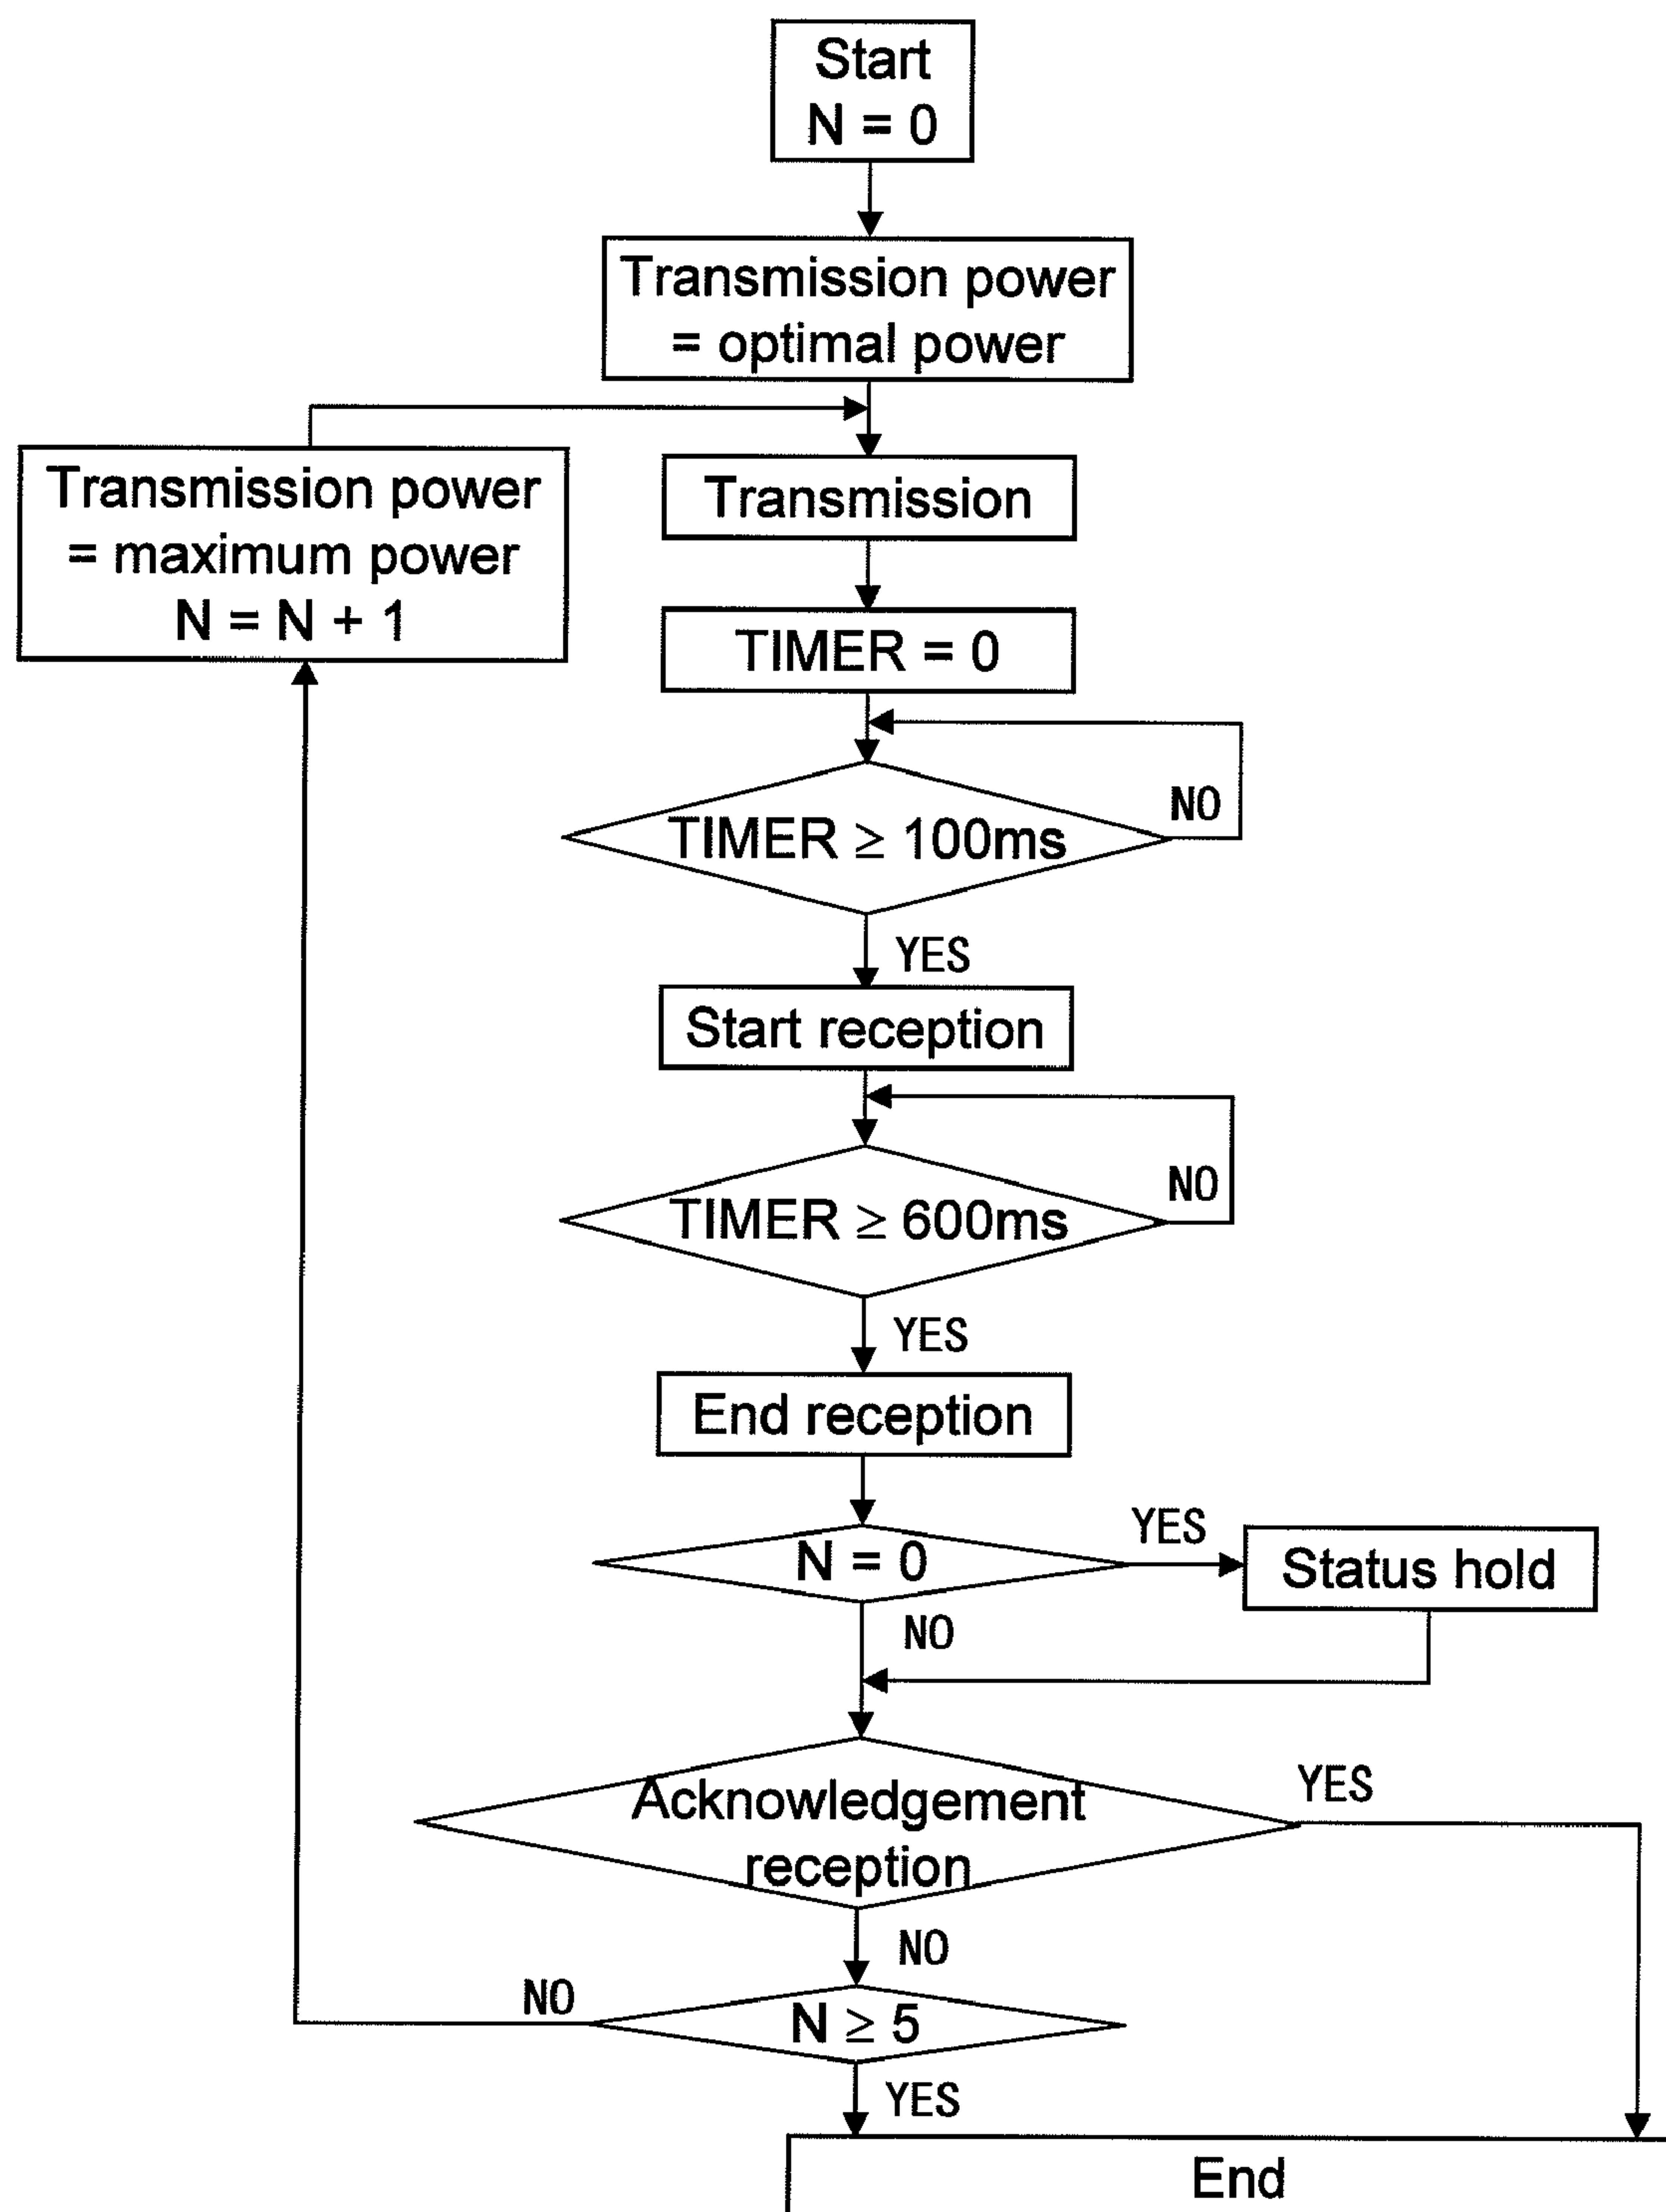 Start
N = 0
Transmission power
= optimal power
Transmission power
= maximum power
N = N + 1
Transmission
TIMER = 0
TIMER ≥ 100ms
NO
YES
Start reception
TIMER ≥ 600ms
NO
YES
End reception
N = 0
YES
Status hold
NO
Acknowledgement
reception
YES
NO
N ≥ 5
NO
YES
End